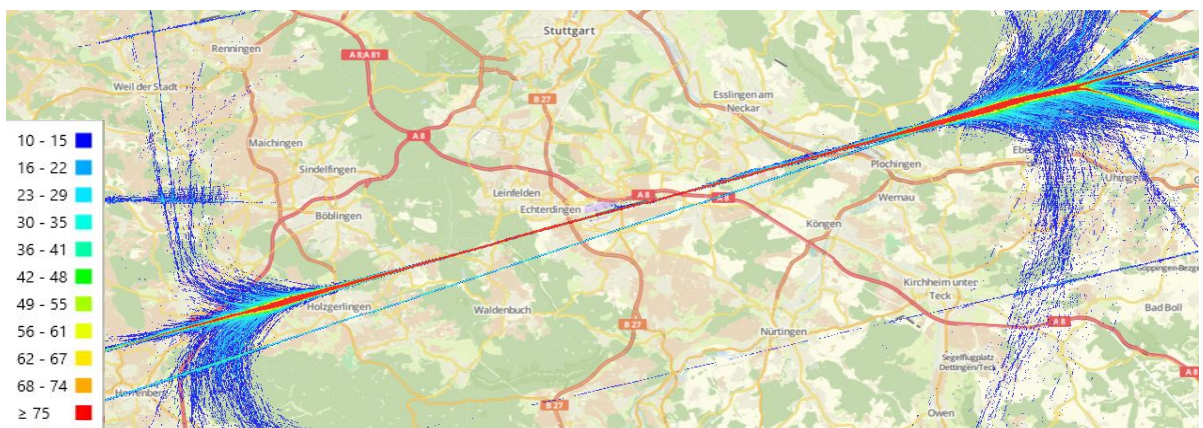 Stuttgart
Renningen
A 8;A 81
Weil der Stadt
Esslingen am
Neckar
B 27
10 - 15
16 - 22
23 - 29
30 - 35
36 - 41
42 - 48
49 - 55
56 - 61
62 - 67
68 - 74
≥ 75
Maichingen
A 8
Sindelfingen
Plochingen
Leinfelden
Echterdingen
A 8
Wernau
Böblingen
Köngen
Holzgerlingen
Waldenbuch
Kirchheim unter
Teck
Bad Boll
B 27
Nürtingen
A 8
Segelflugplatz
Dettingen/Teck
A 8
Herrenberg
B 27
Owen